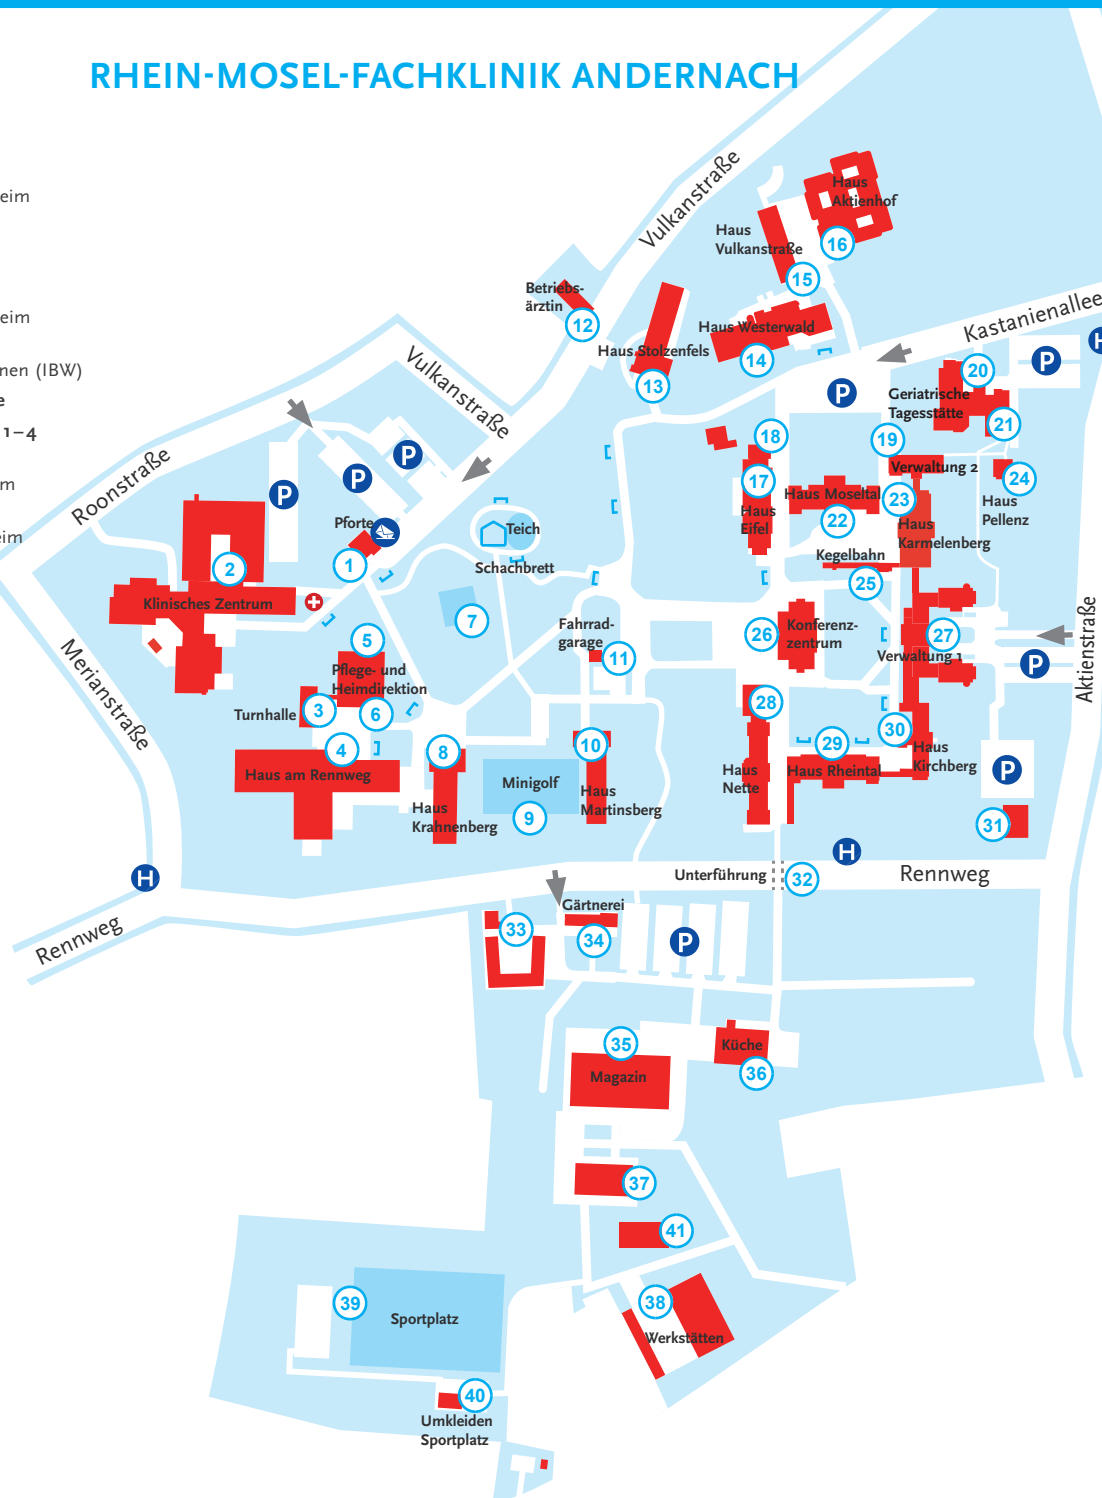 RHEIN-MOSEL-FACHKLINIK ANDERNACH
eim
eim
nen (IBW)
e
1–4
m
eim
Vulkanstraße
Haus
Aktienhof
16
Haus
Vulkanstraße
15
Betriebs-
ärztin
12
Haus Westerwald
14
Haus Stolzenfels
13
Kastanienallee
H
P
P
20
Geriatrische
Tagesstätte
21
Vulkanstraße
Roonstraße
P
P
P
18
19
Verwaltung 2
17
24
Haus
Pellenz
Haus Moseltal
23
Haus
Eifel
22
Haus
Karmelenberg
Pforte
1
Teich
Schachbrett
Kegelbahn
25
2
Klinisches Zentrum
7
Fahrrad-
garage
11
26
Konferenz-
zentrum
27
Verwaltung 1
P
Aktienstraße
Merianstraße
5
Pflege- und
Heimdirektion
Turnhalle
3
6
4
Haus am Rennweg
8
Haus
Krahnenberg
Minigolf
9
10
Haus
Martinsberg
28
Haus
Nette
29
Haus Rheintal
30
Haus
Kirchberg
P
31
H
H
Unterführung
32
Rennweg
Rennweg
Gärtnerei
33
34
P
35
Magazin
Küche
36
37
41
38
Werkstätten
39
Sportplatz
40
Umkleiden
Sportplatz